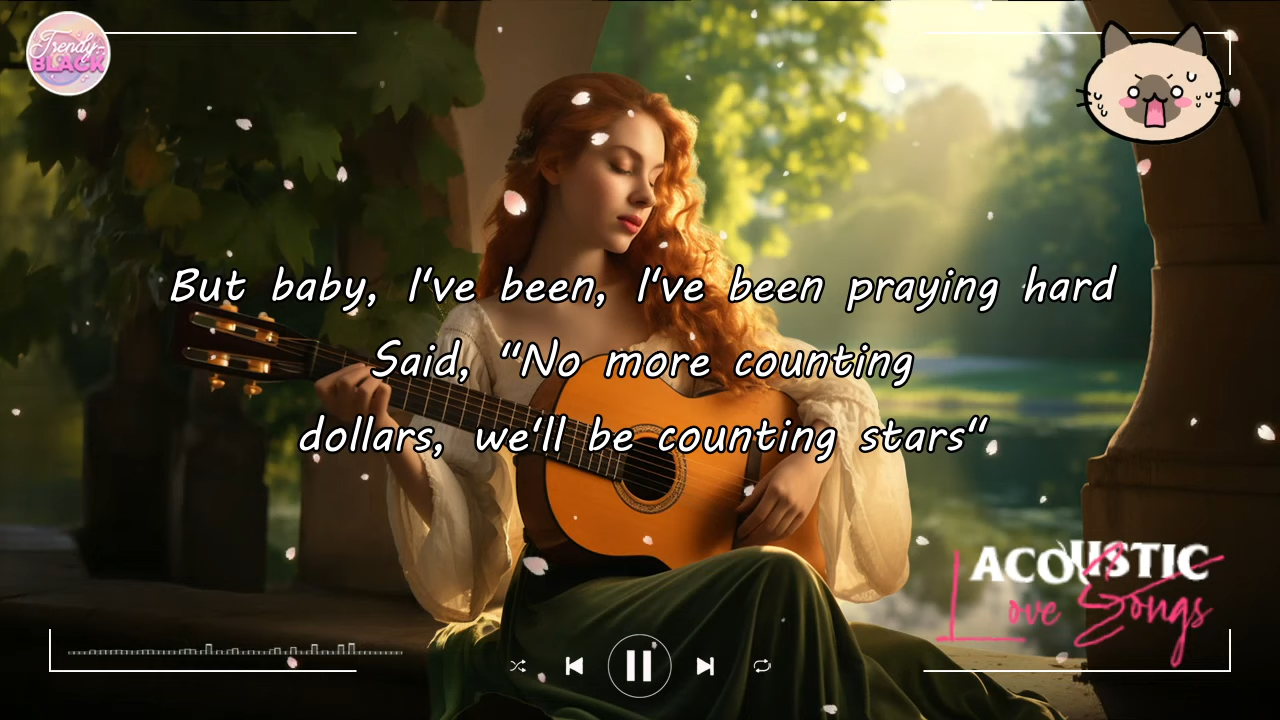 Trendy
BLACK
But baby, I've been, I've been praying hard
Said, “No more counting
dollars, we'll be counting stars“
ACOUSTIC
Love Songs